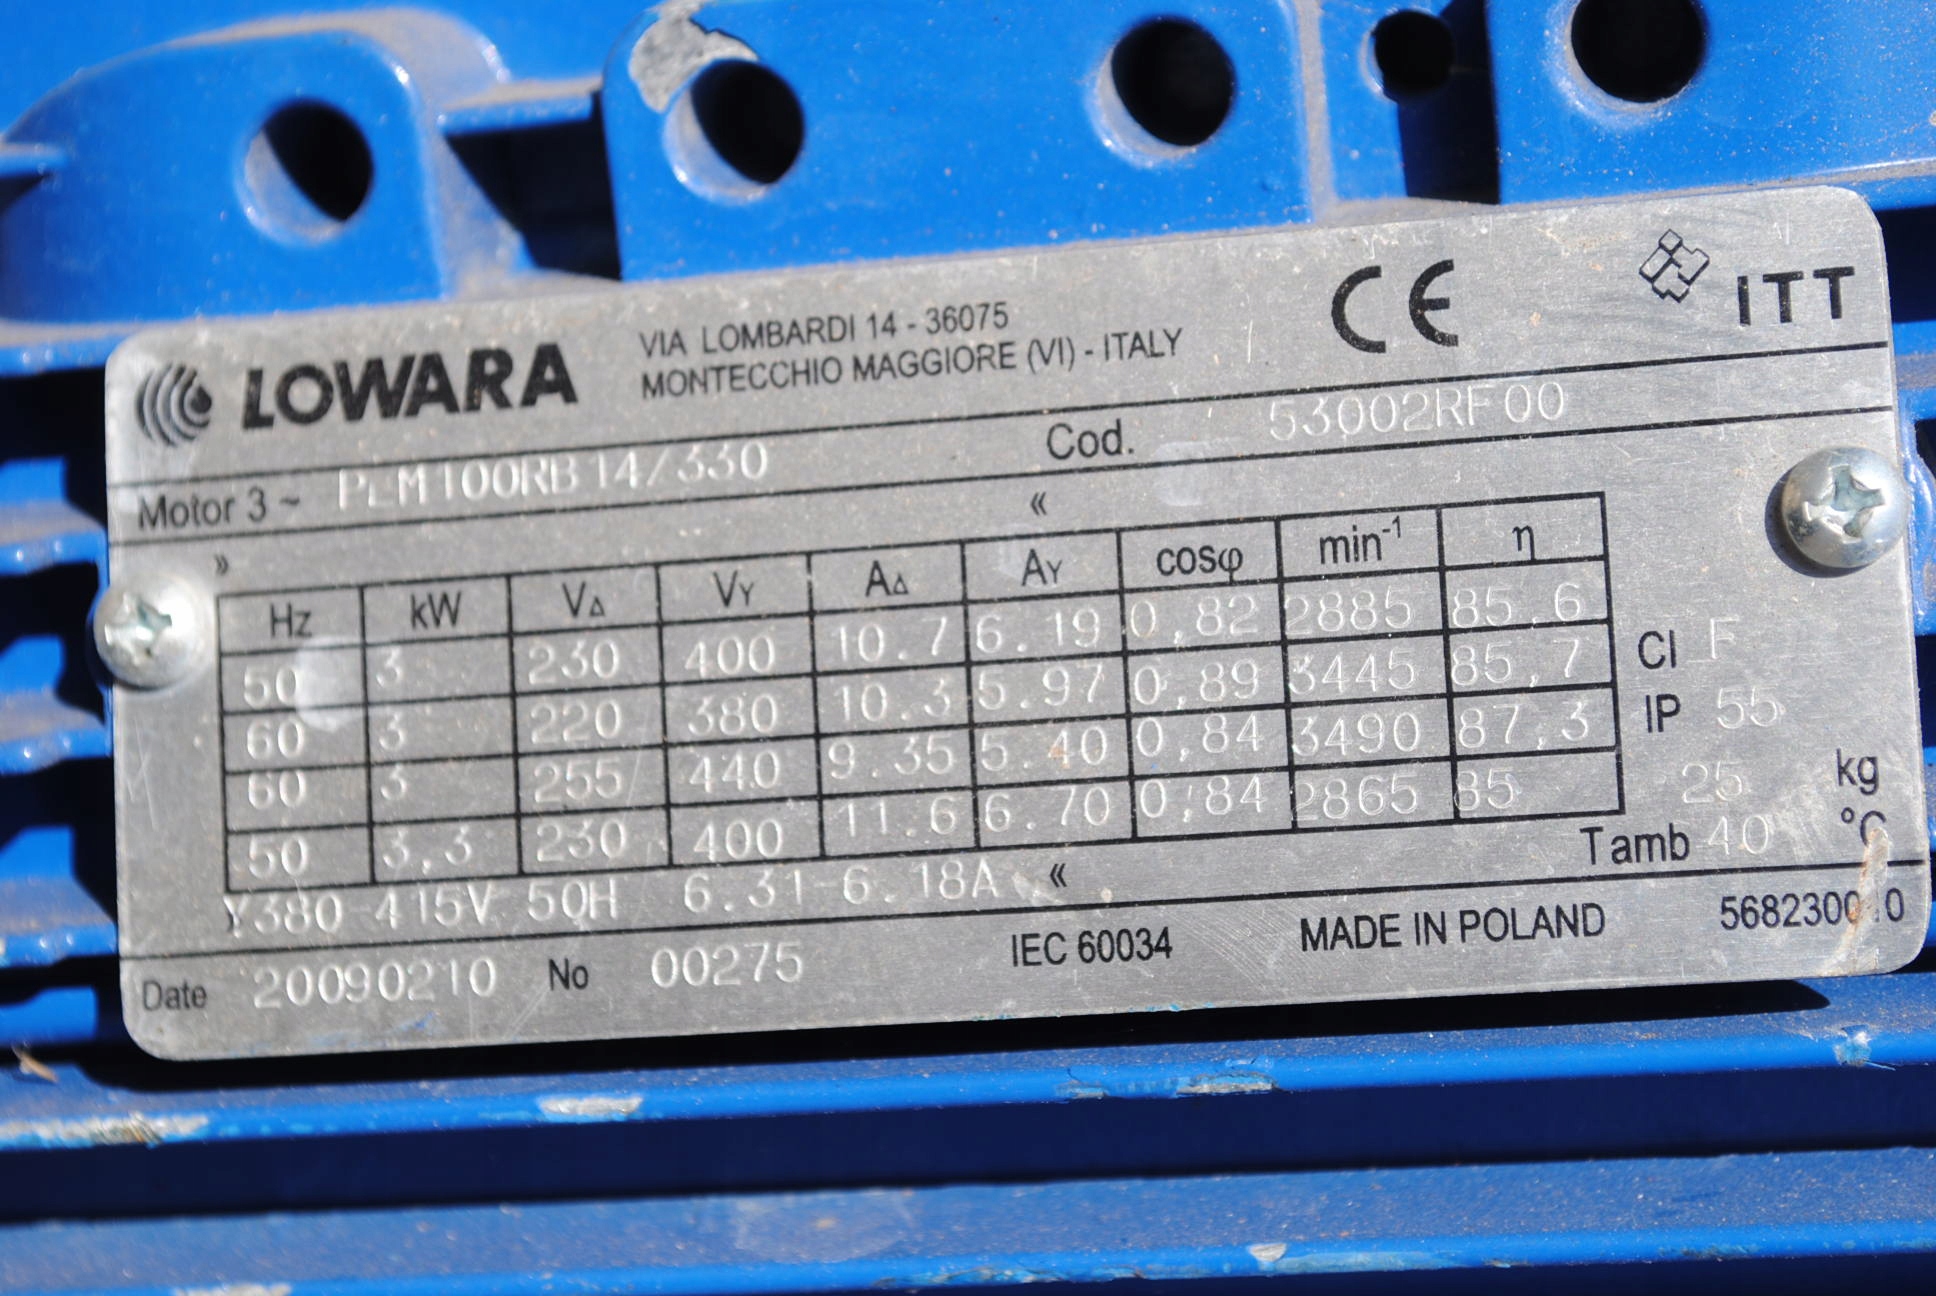 LOWARA
VIA LOMBARDI 14 - 36075
MONTECCHIO MAGGIORE (VI) - ITALY
CE
ITT
Motor 3 ~ PLM100RB14/330 Cod. 53002RF00
» «
Hz kW VΔ VY AΔ AY cosφ min⁻¹ η
50 3 230 400 10.7 6.19 0,82 2885 85,6
60 3 220 380 10.3 5.97 0,89 3445 85,7
60 3 255 440 9.35 5.40 0,84 3490 87,3
50 3,3 230 400 11.6 6.70 0,84 2865 85
Cl F
IP 55
25 kg
Tamb 40 °C
Y380-415V 50H 6.31-6.18A «
Date 20090210 No 00275 IEC 60034 MADE IN POLAND